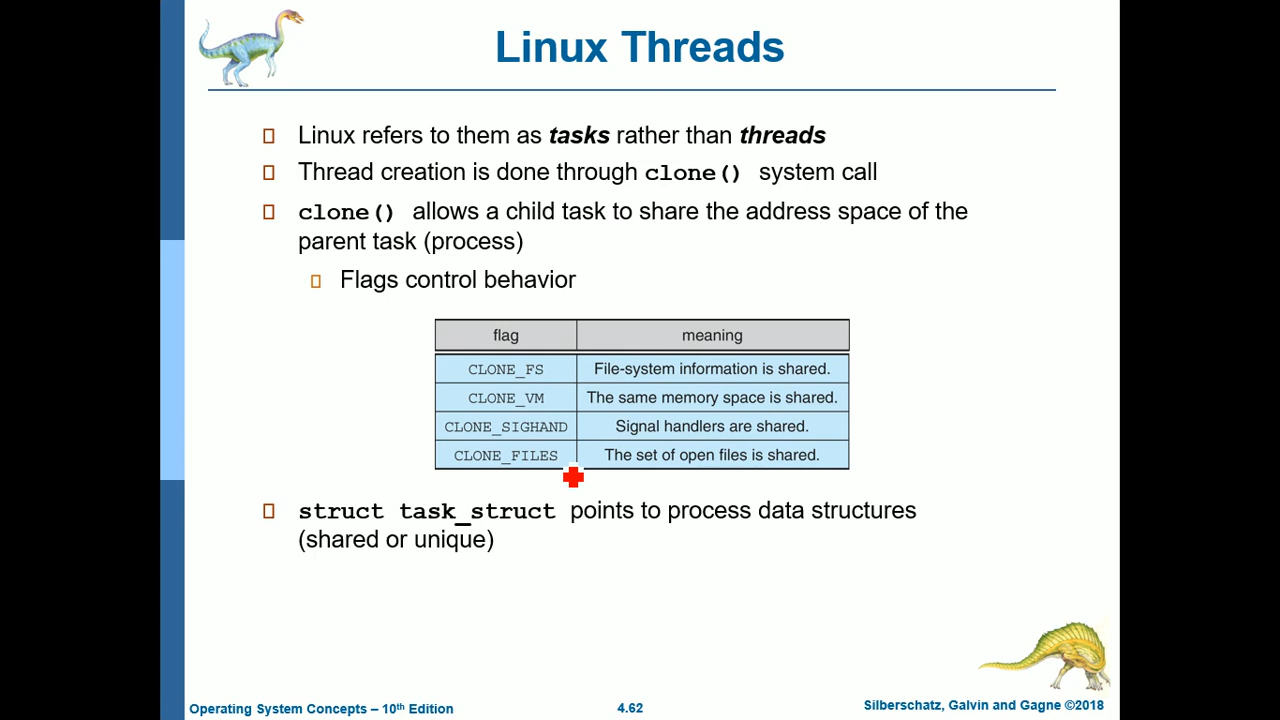 Linux Threads
Linux refers to them as tasks rather than threads
Thread creation is done through clone() system call
clone() allows a child task to share the address space of the
parent task (process)
Flags control behavior
flag meaning
CLONE_FS File-system information is shared.
CLONE_VM The same memory space is shared.
CLONE_SIGHAND Signal handlers are shared.
CLONE_FILES The set of open files is shared.
struct task_struct points to process data structures
(shared or unique)
Operating System Concepts – 10th Edition 4.62 Silberschatz, Galvin and Gagne ©2018